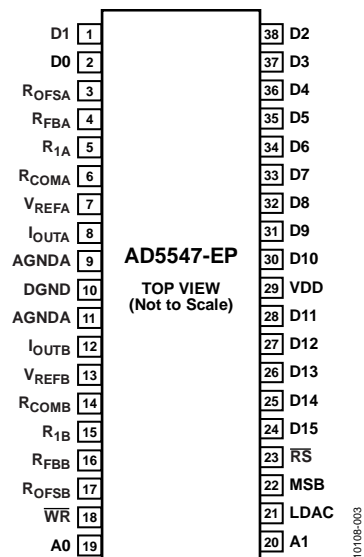 D1 1
D0 2
ROFSA 3
RFBA 4
R1A 5
RCOMA 6
VREFA 7
IOUTA 8
AGNDA 9
DGND 10
AGNDA 11
IOUTB 12
VREFB 13
RCOMB 14
R1B 15
RFBB 16
ROFSB 17
W̅R̅ 18
A0 19
AD5547-EP
TOP VIEW
(Not to Scale)
38 D2
37 D3
36 D4
35 D5
34 D6
33 D7
32 D8
31 D9
30 D10
29 VDD
28 D11
27 D12
26 D13
25 D14
24 D15
23 R̅S̅
22 MSB
21 LDAC
20 A1
10108-003